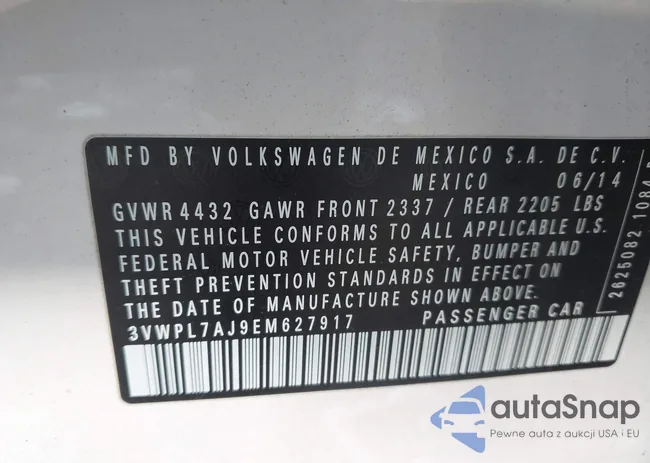 MFD BY VOLKSWAGEN DE MEXICO S.A. DE C.V.
MEXICO 06/14
GVWR 4432 GAWR FRONT 2337 / REAR 2205 LBS
THIS VEHICLE CONFORMS TO ALL APPLICABLE U.S.
FEDERAL MOTOR VEHICLE SAFETY, BUMPER AND
THEFT PREVENTION STANDARDS IN EFFECT ON
THE DATE OF MANUFACTURE SHOWN ABOVE.
3VWPL7AJ9EM627917 PASSENGER CAR
2625082 1084
autaSnap
Pewne auta z aukcji USA i EU